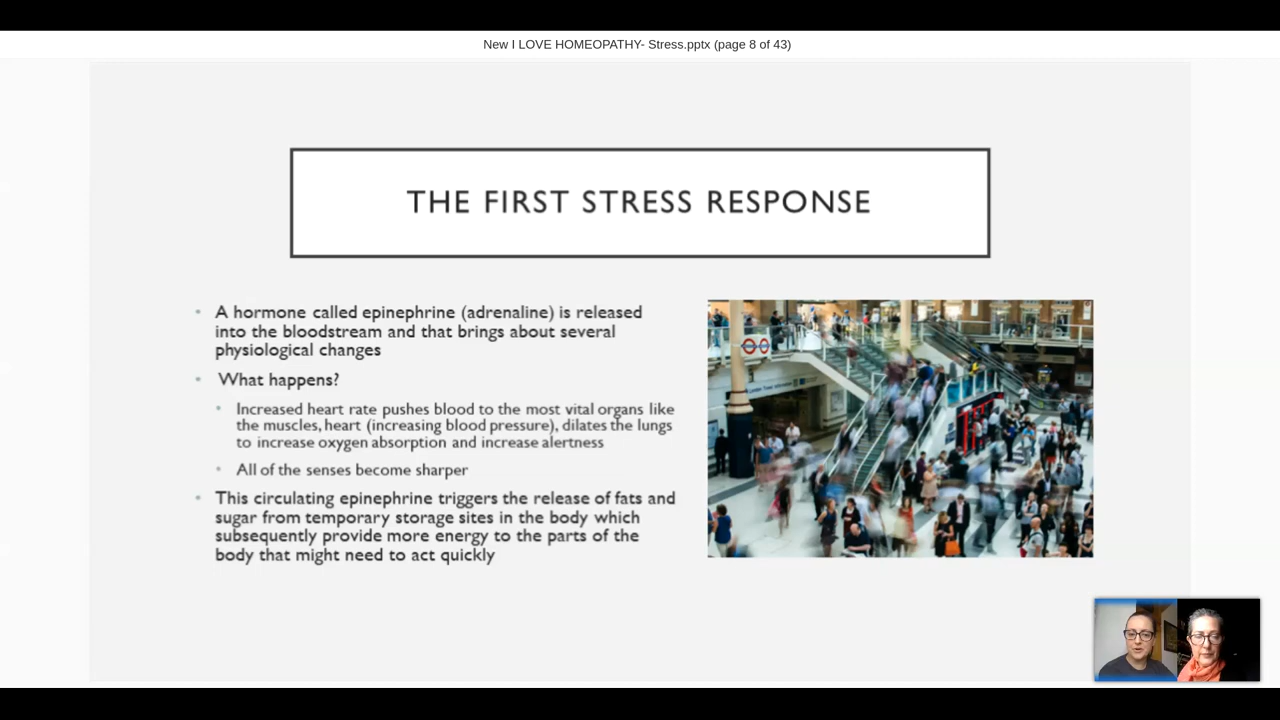 New I LOVE HOMEOPATHY- Stress.pptx (page 8 of 43)
THE FIRST STRESS RESPONSE
• A hormone called epinephrine (adrenaline) is released
into the bloodstream and that brings about several
physiological changes
• What happens?
• Increased heart rate pushes blood to the most vital organs like
the muscles, heart (increasing blood pressure), dilates the lungs
to increase oxygen absorption and increase alertness
• All of the senses become sharper
• This circulating epinephrine triggers the release of fats and
sugar from temporary storage sites in the body which
subsequently provide more energy to the parts of the
body that might need to act quickly